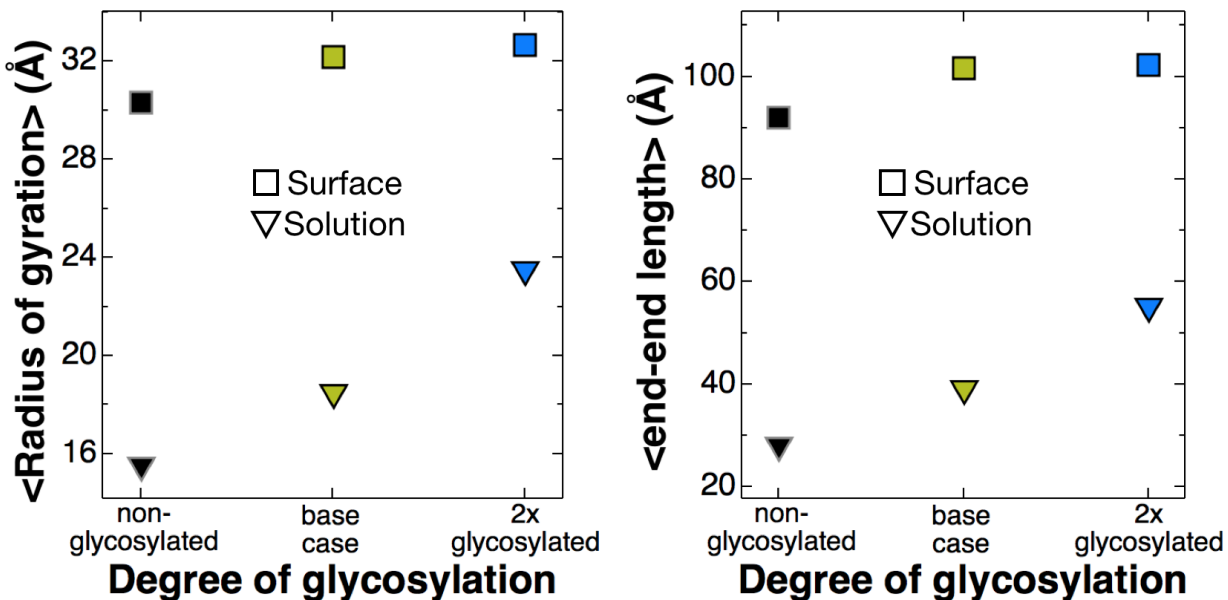 <Radius of gyration> (Å)
32
28
24
20
16
Surface
Solution
non-
glycosylated
base
case
2x
glycosylated
Degree of glycosylation
<end-end length> (Å)
100
80
60
40
20
Surface
Solution
non-
glycosylated
base
case
2x
glycosylated
Degree of glycosylation